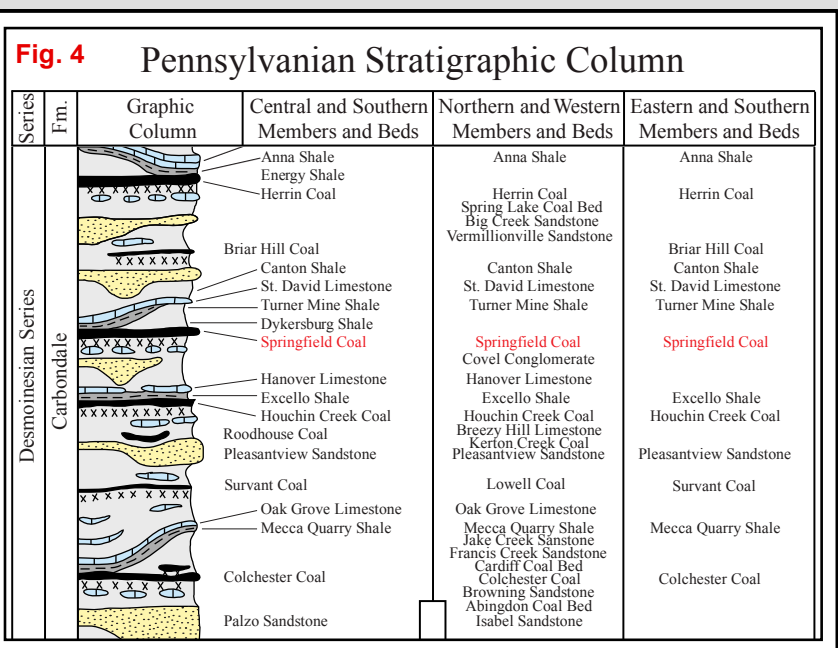 Fig. 4
Pennsylvanian Stratigraphic Column
Series
Fm.
Graphic
Column
Central and Southern
Members and Beds
Northern and Western
Members and Beds
Eastern and Southern
Members and Beds
Desmoinesian Series
Carbondale
Anna Shale
Energy Shale
Herrin Coal
Briar Hill Coal
Canton Shale
St. David Limestone
Turner Mine Shale
Dykersburg Shale
Springfield Coal
Hanover Limestone
Excello Shale
Houchin Creek Coal
Roodhouse Coal
Pleasantview Sandstone
Survant Coal
Oak Grove Limestone
Mecca Quarry Shale
Colchester Coal
Palzo Sandstone
Anna Shale
Herrin Coal
Spring Lake Coal Bed
Big Creek Sandstone
Vermillionville Sandstone
Canton Shale
St. David Limestone
Turner Mine Shale
Springfield Coal
Covel Conglomerate
Hanover Limestone
Excello Shale
Houchin Creek Coal
Breezy Hill Limestone
Kerton Creek Coal
Pleasantview Sandstone
Lowell Coal
Oak Grove Limestone
Mecca Quarry Shale
Jake Creek Sanstone
Francis Creek Sandstone
Cardiff Coal Bed
Colchester Coal
Browning Sandstone
Abingdon Coal Bed
Isabel Sandstone
Anna Shale
Herrin Coal
Briar Hill Coal
Canton Shale
St. David Limestone
Turner Mine Shale
Springfield Coal
Excello Shale
Houchin Creek Coal
Pleasantview Sandstone
Survant Coal
Mecca Quarry Shale
Colchester Coal